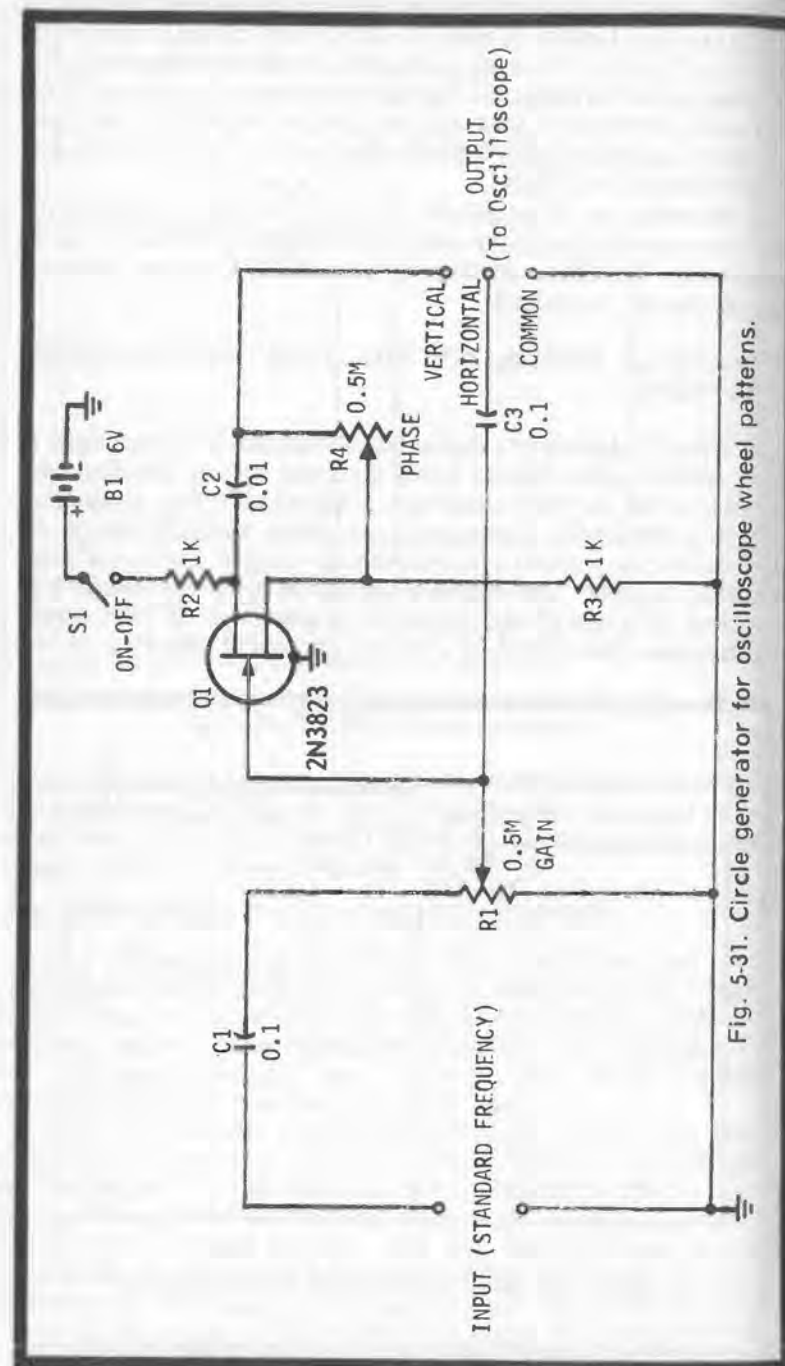 B1 6V
+
-
S1
ON-OFF
R2 1K
C2
0.01
R4
0.5M
PHASE
Q1
2N3823
VERTICAL
HORIZONTAL
COMMON
OUTPUT
(To Oscilloscope)
C3
0.1
R3
1K
0.5M
GAIN
R1
C1
0.1
INPUT (STANDARD FREQUENCY)
Fig. 5-31. Circle generator for oscilloscope wheel patterns.